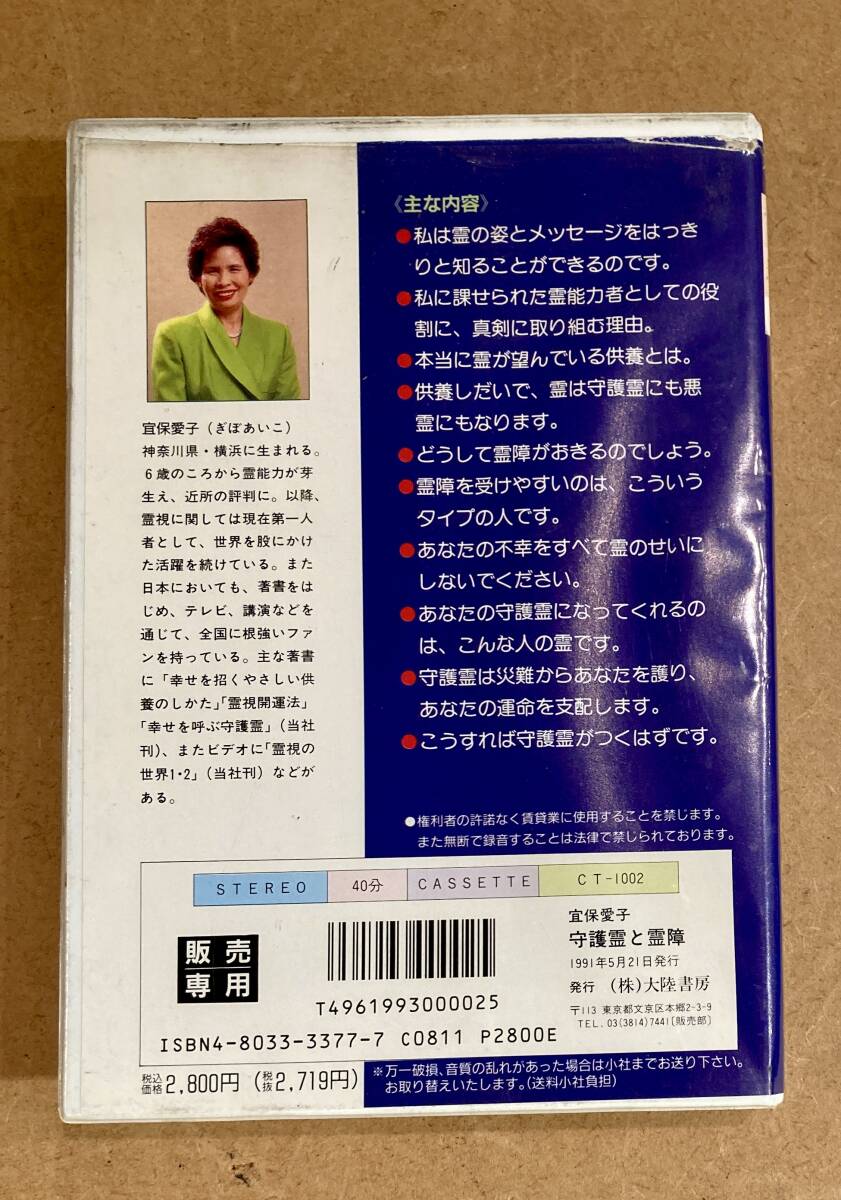 宜保愛子(ぎぼあいこ)
神奈川県・横浜に生まれる。
6歳のころから霊能力が芽
生え、近所の評判に。以降、
霊視に関しては現在第一人
者として、世界を股にかけ
た活躍を続けている。また
日本においても、著書をは
じめ、テレビ、講演などを
通じて、全国に根強いファ
ンを持っている。主な著書
に「幸せを招くやさしい供
養のしかた」「霊視開運法」
「幸せを呼ぶ守護霊」(当社
刊)、またビデオに「霊視の
世界1・2」(当社刊)などが
ある。
《主な内容》
●私は霊の姿とメッセージをはっき
りと知ることができるのです。
●私に課せられた霊能力者としての役
割に、真剣に取り組む理由。
●本当に霊が望んでいる供養とは。
●供養しだいで、霊は守護霊にも悪
霊にもなります。
●どうして霊障がおきるのでしょう。
●霊障を受けやすいのは、こういう
タイプの人です。
●あなたの不幸をすべて霊のせいに
しないでください。
●あなたの守護霊になってくれるの
は、こんな人の霊です。
●守護霊は災難からあなたを護り、
あなたの運命を支配します。
●こうすれば守護霊がつくはずです。
●権利者の許諾なく賃貸業に使用することを禁じます。
また無断で録音することは法律で禁じられております。
STEREO 40分 CASSETTE CT-1002
販売
専用
T4961993000025
ISBN4-8033-3377-7 C0811 P2800E
宜保愛子
守護霊と霊障
1991年5月21日発行
発行 (株)大陸書房
〒113 東京都文京区本郷2-3-9
TEL. 03(3814)7441[販売部]
税込価格2,800円(税抜2,719円)
※万一破損、音質の乱れがあった場合は小社までお送り下さい。
お取り替えいたします。(送料小社負担)